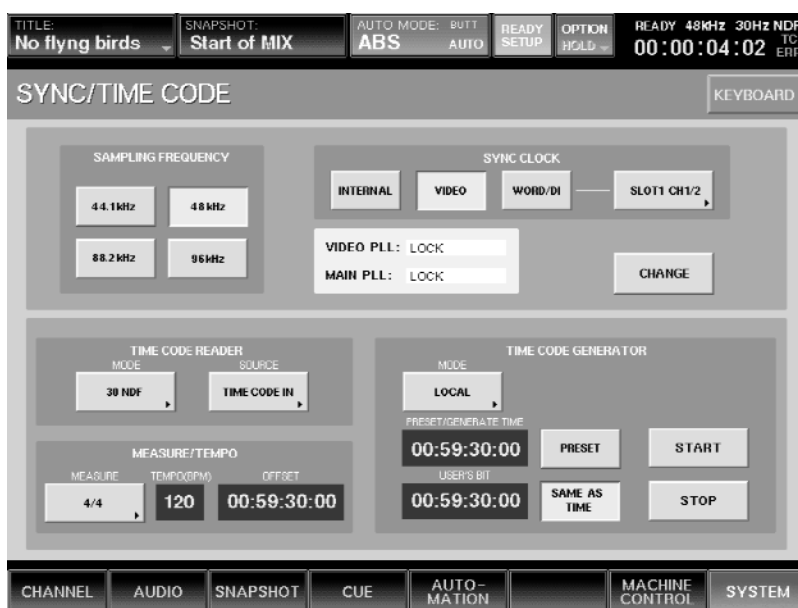 TITLE:
No flyng birds
SNAPSHOT:
Start of MIX
AUTO MODE: BUTT
ABS AUTO
READY
SETUP
OPTION
HOLD
READY 48kHz 30Hz NDF
00:00:04:02 TC
ERR
SYNC/TIME CODE
KEYBOARD
SAMPLING FREQUENCY
44.1kHz 48kHz
88.2kHz 96kHz
SYNC CLOCK
INTERNAL VIDEO WORD/DI SLOT1 CH1/2
VIDEO PLL: LOCK
MAIN PLL: LOCK
CHANGE
TIME CODE READER
MODE SOURCE
30 NDF TIME CODE IN
MEASURE/TEMPO
MEASURE TEMPO(BPM) OFFSET
4/4 120 00:59:30:00
TIME CODE GENERATOR
MODE
LOCAL
PRESET/GENERATE TIME
00:59:30:00 PRESET START
USER'S BIT
00:59:30:00 SAME AS
TIME STOP
CHANNEL AUDIO SNAPSHOT CUE AUTO-
MATION MACHINE
CONTROL SYSTEM